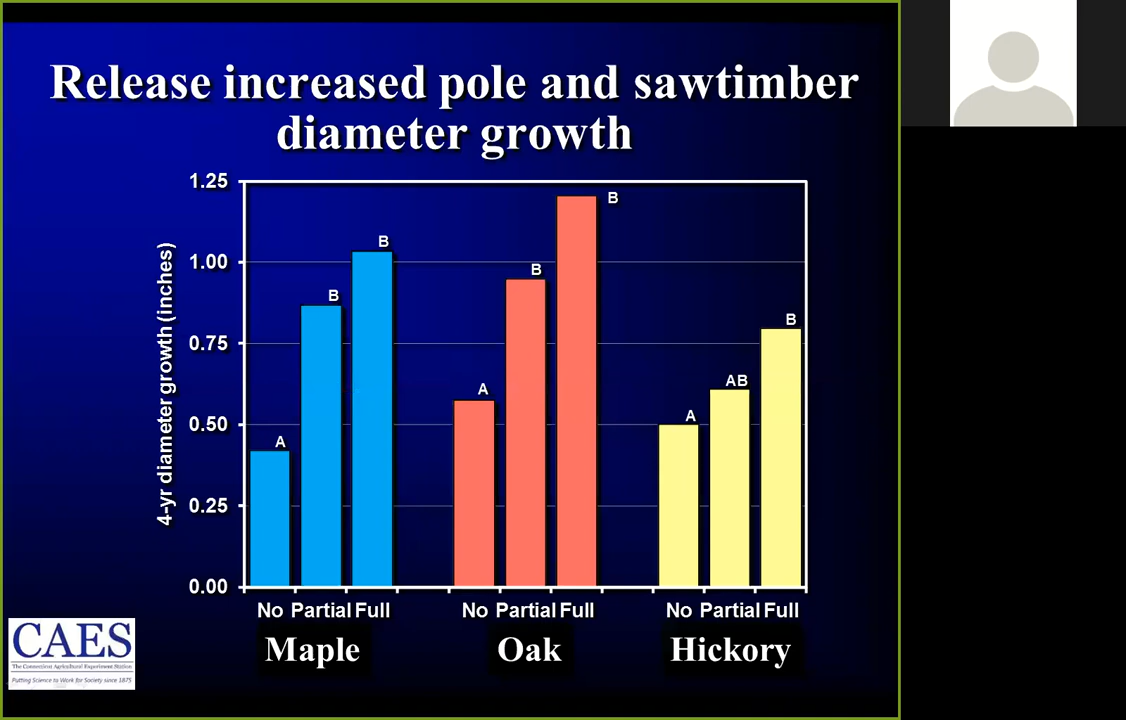 Release increased pole and sawtimber
diameter growth
4-yr diameter growth (inches)
1.25
1.00
0.75
0.50
0.25
0.00
A
B
B
A
B
B
A
AB
B
No Partial Full
No Partial Full
No Partial Full
Maple
Oak
Hickory
CAES
The Connecticut Agricultural Experiment Station
Putting Science to Work for Society since 1875